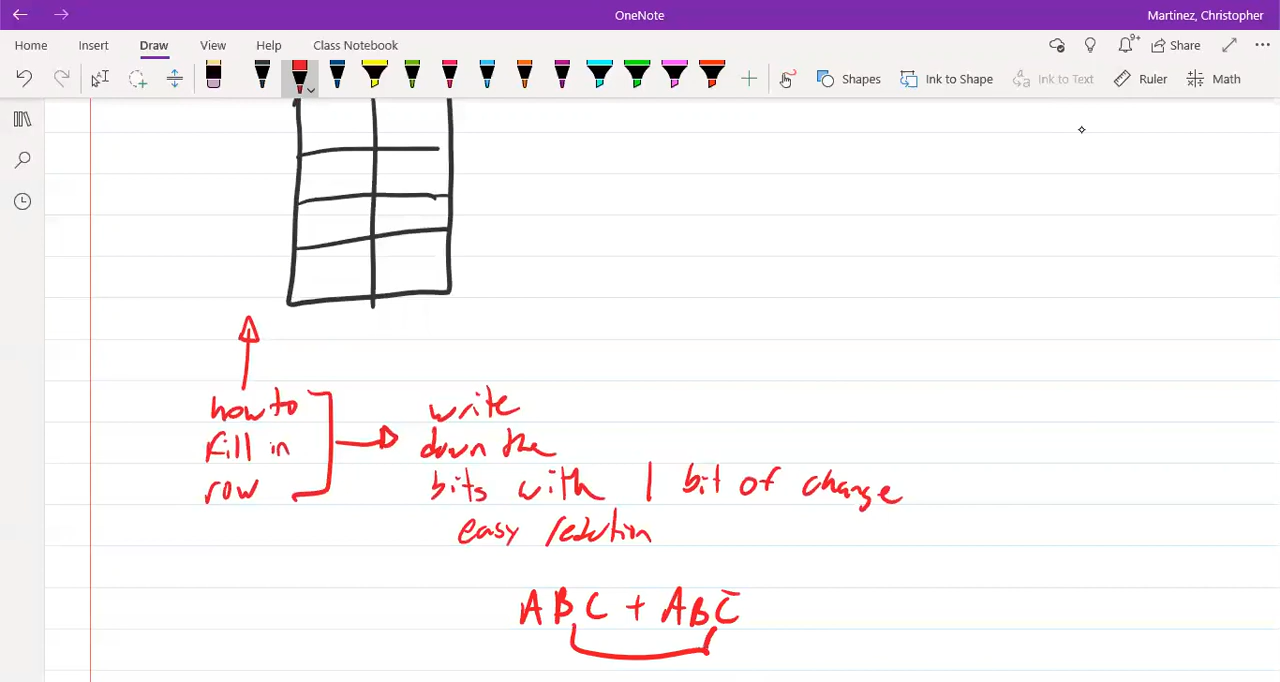 OneNote
Martinez, Christopher
Home Insert Draw View Help Class Notebook
Share
Shapes Ink to Shape Ink to Text Ruler Math
how to
fill in
row
write
down the
bits with 1 bit of change
easy reduction
ABC + ABC̅